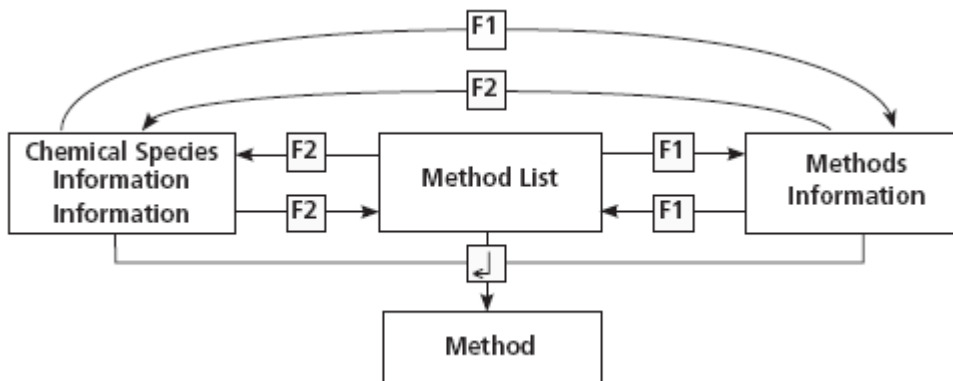 F1
F2
Chemical Species
Information
Information
F2
F2
Method List
F1
F1
Methods
Information
Method